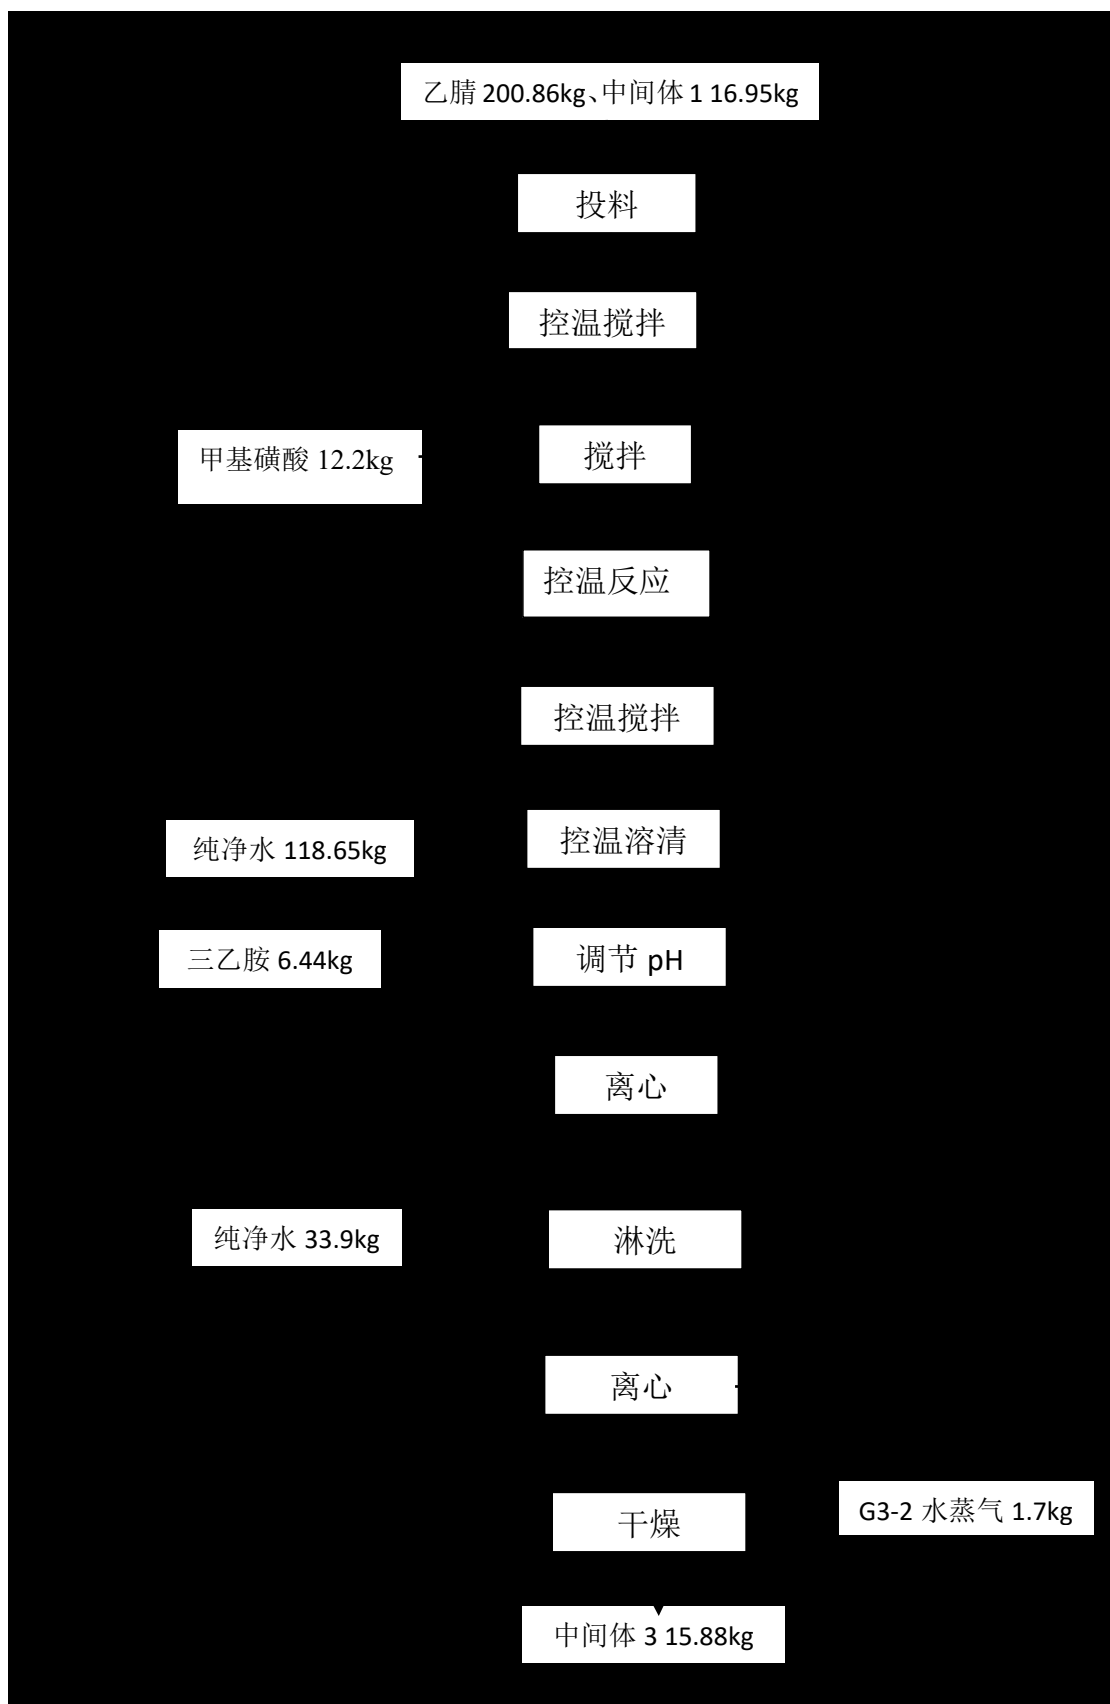 乙腈 200.86kg、中间体 1 16.95kg
投料
控温搅拌
甲基磺酸 12.2kg
搅拌
控温反应
控温搅拌
控温溶清
纯净水 118.65kg
三乙胺 6.44kg
调节 pH
离心
纯净水 33.9kg
淋洗
离心
G3-2 水蒸气 1.7kg
干燥
中间体 3 15.88kg